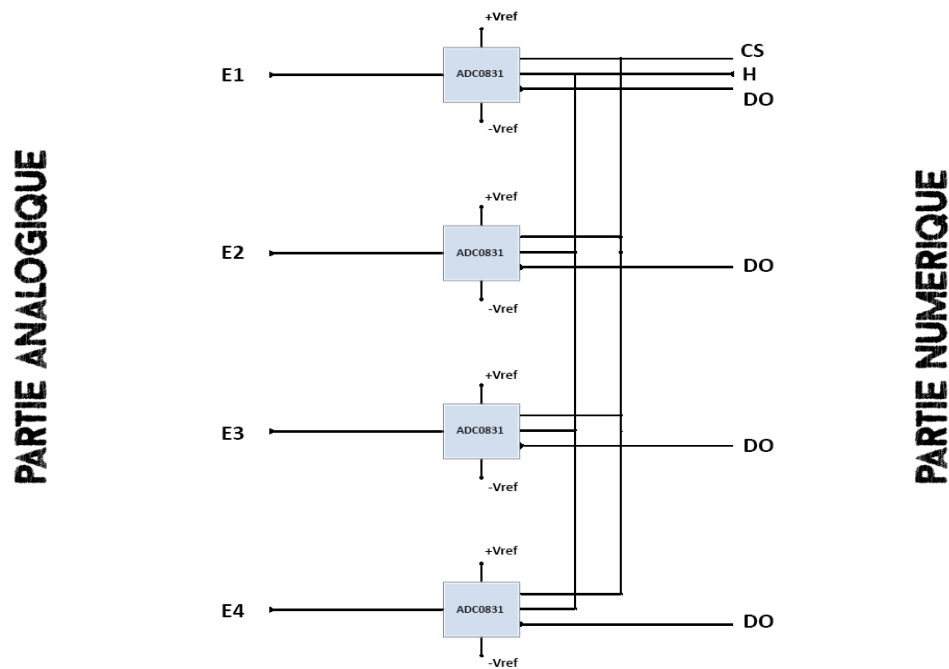 PARTIE ANALOGIQUE
+Vref
E1
ADC0831
CS
H
DO
-Vref
+Vref
E2
ADC0831
DO
-Vref
+Vref
E3
ADC0831
DO
-Vref
+Vref
E4
ADC0831
DO
-Vref
PARTIE NUMERIQUE